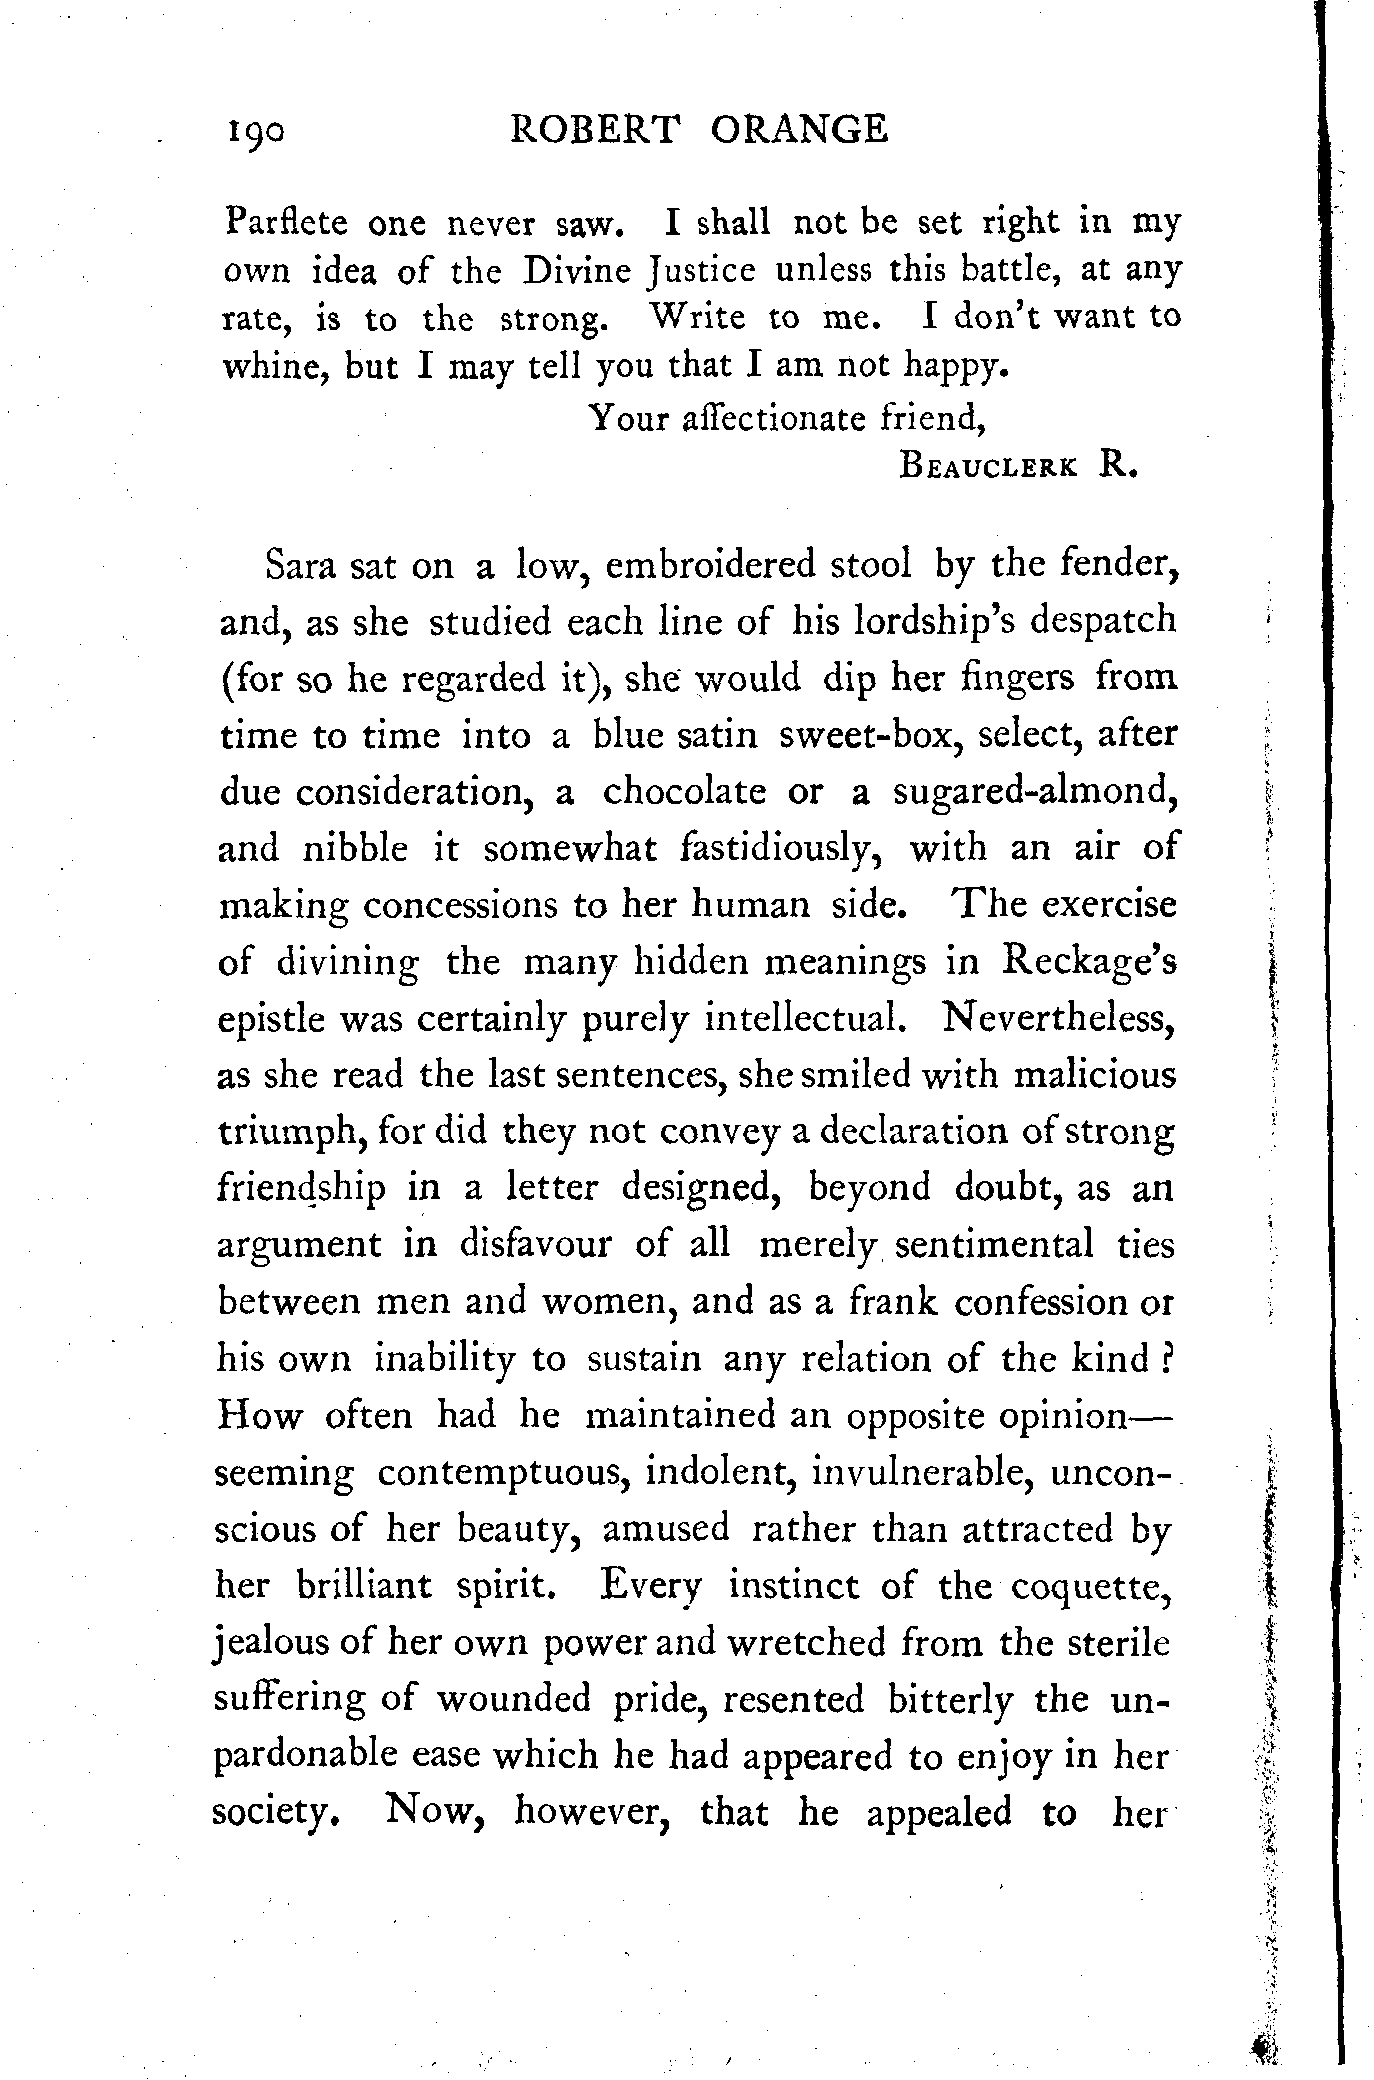 190 ROBERT ORANGE
Parflete one never saw. I shall not be set right in my
own idea of the Divine Justice unless this battle, at any
rate, is to the strong. Write to me. I don't want to
whine, but I may tell you that I am not happy.
Your affectionate friend,
BEAUCLERK R.
Sara sat on a low, embroidered stool by the fender,
and, as she studied each line of his lordship's despatch
(for so he regarded it), she would dip her fingers from
time to time into a blue satin sweet-box, select, after
due consideration, a chocolate or a sugared-almond,
and nibble it somewhat fastidiously, with an air of
making concessions to her human side. The exercise
of divining the many hidden meanings in Reckage's
epistle was certainly purely intellectual. Nevertheless,
as she read the last sentences, she smiled with malicious
triumph, for did they not convey a declaration of strong
friendship in a letter designed, beyond doubt, as an
argument in disfavour of all merely sentimental ties
between men and women, and as a frank confession or
his own inability to sustain any relation of the kind ?
How often had he maintained an opposite opinion—
seeming contemptuous, indolent, invulnerable, uncon-
scious of her beauty, amused rather than attracted by
her brilliant spirit. Every instinct of the coquette,
jealous of her own power and wretched from the sterile
suffering of wounded pride, resented bitterly the un-
pardonable ease which he had appeared to enjoy in her
society. Now, however, that he appealed to her